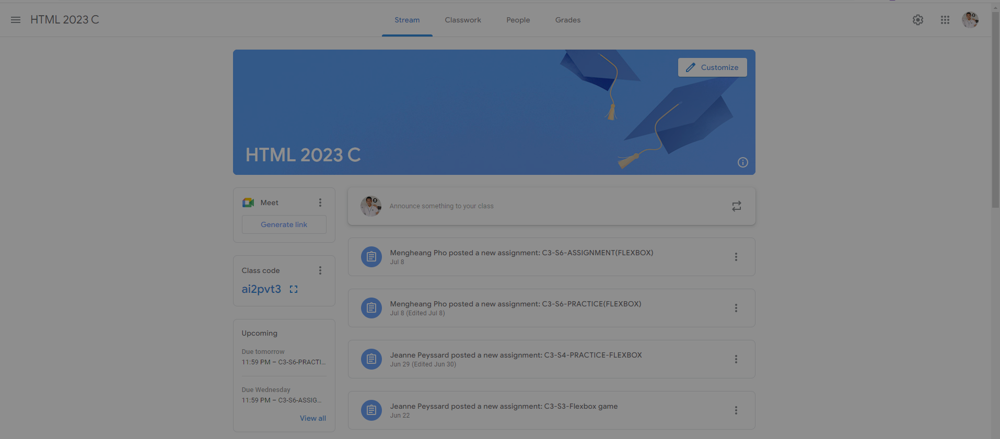 HTML 2023 C
Stream
Classwork
People
Grades
Customize
HTML 2023 C
Meet
Generate link
Class code
ai2pvt3
Upcoming
Due tomorrow
11:59 PM – C3-S6-PRACTI...
Due Wednesday
11:59 PM – C3-S6-ASSIG...
View all
Announce something to your class
Mengheang Pho posted a new assignment: C3-S6-ASSIGNMENT(FLEXBOX)
Jul 8
Mengheang Pho posted a new assignment: C3-S6-PRACTICE(FLEXBOX)
Jul 8 (Edited Jul 8)
Jeanne Peyssard posted a new assignment: C3-S4-PRACTICE-FLEXBOX
Jun 29 (Edited Jun 30)
Jeanne Peyssard posted a new assignment: C3-S3-Flexbox game
Jun 22